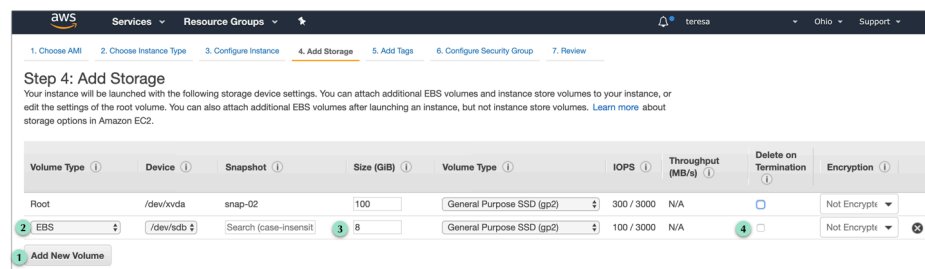 aws Services Resource Groups teresa Ohio Support
1. Choose AMI 2. Choose Instance Type 3. Configure Instance 4. Add Storage 5. Add Tags 6. Configure Security Group 7. Review
Step 4: Add Storage
Your instance will be launched with the following storage device settings. You can attach additional EBS volumes and instance store volumes to your instance, or
edit the settings of the root volume. You can also attach additional EBS volumes after launching an instance, but not instance store volumes. Learn more about
storage options in Amazon EC2.
Volume Type i Device i Snapshot i Size (GiB) i Volume Type i IOPS i Throughput (MB/s) i Delete on Termination i Encryption i
Root /dev/xvda snap-02 100 General Purpose SSD (gp2) 300 / 3000 N/A Not Encrypte
2 EBS /dev/sdb Search (case-insensit 3 8 General Purpose SSD (gp2) 100 / 3000 N/A 4 Not Encrypte
1 Add New Volume